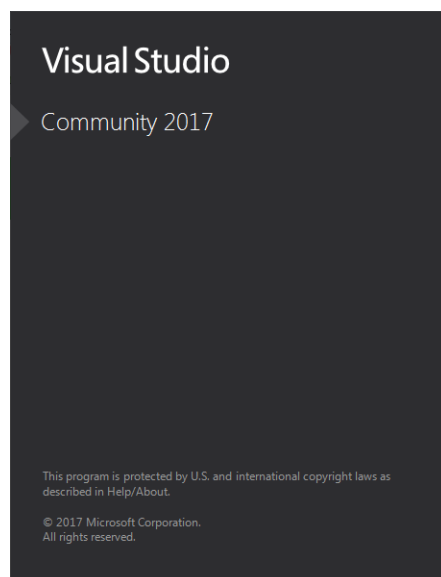 Visual Studio
Community 2017
This program is protected by U.S. and international copyright laws as
described in Help/About.
© 2017 Microsoft Corporation.
All rights reserved.